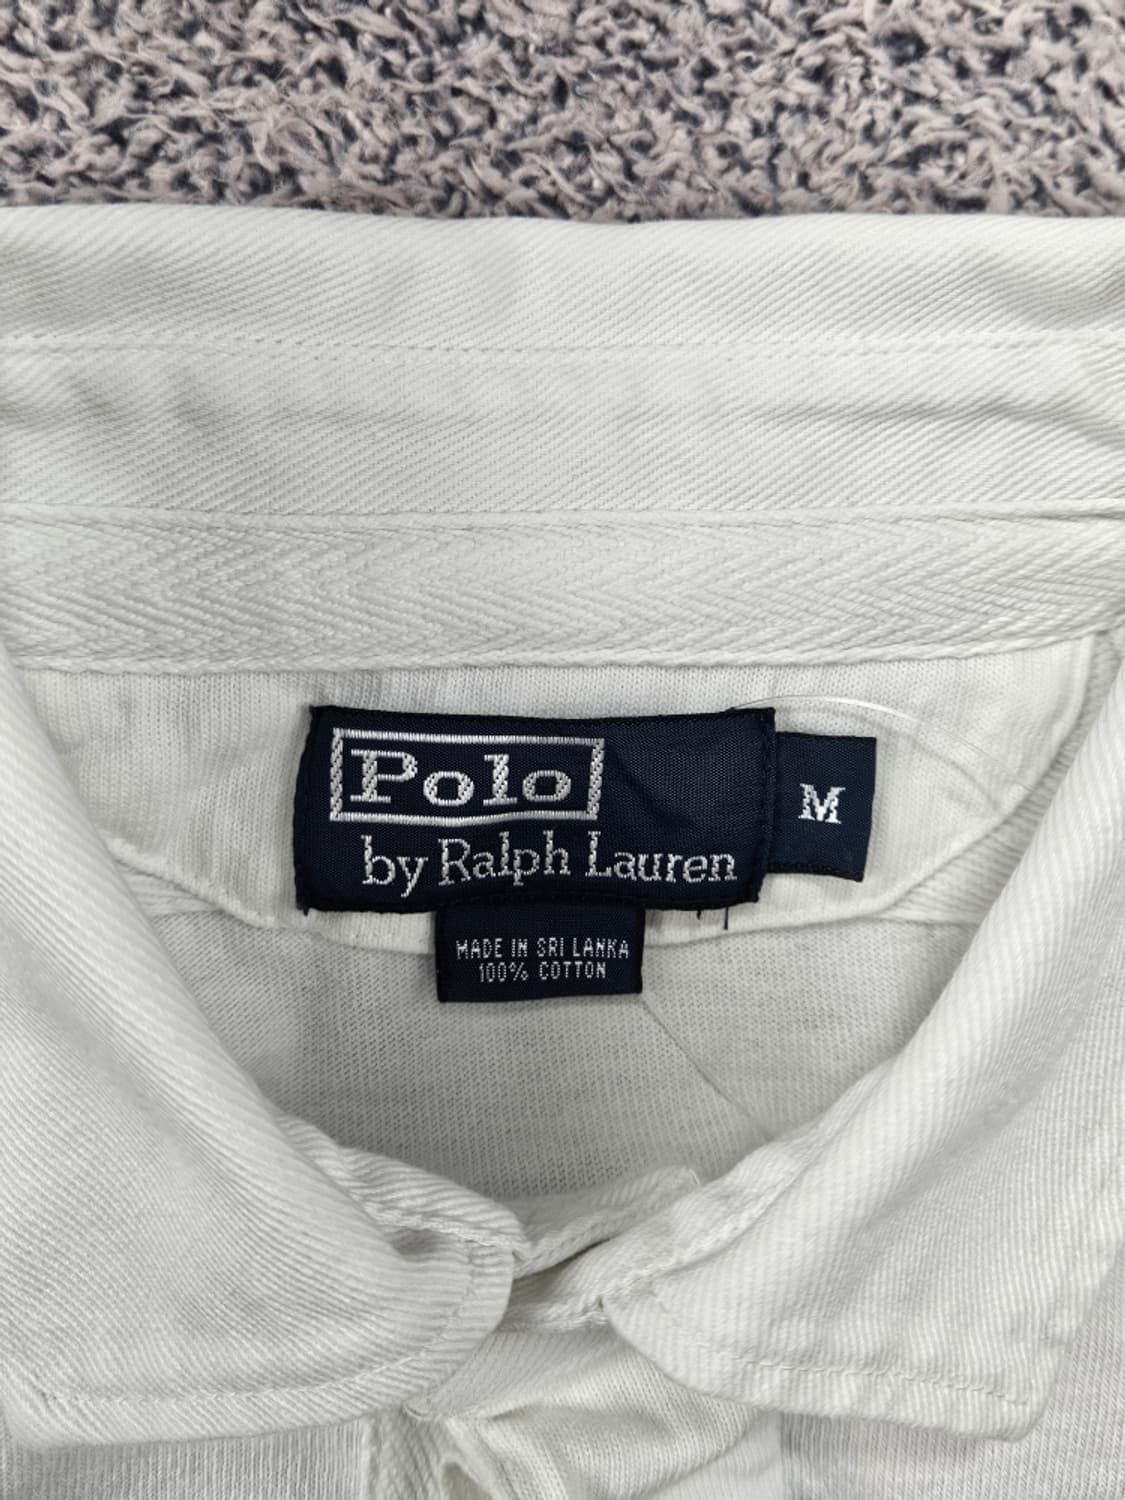 Polo
by Ralph Lauren
M
MADE IN SRI LANKA
100% COTTON